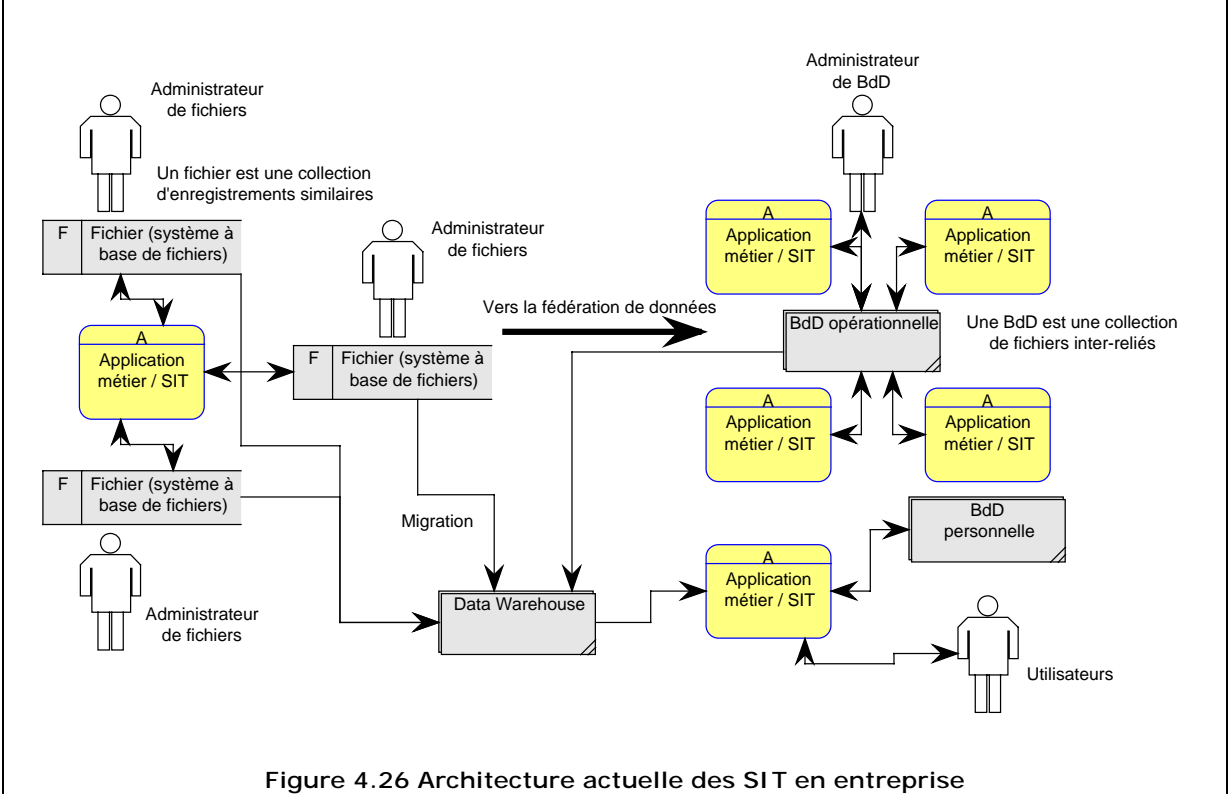 Administrateur
de fichiers
Un fichier est une collection
d'enregistrements similaires
F
Fichier (système à
base de fichiers)
Administrateur
de fichiers
A
Application
métier / SIT
F
Fichier (système à
base de fichiers)
F
Fichier (système à
base de fichiers)
Administrateur
de fichiers
Migration
Vers la fédération de données
Administrateur
de BdD
A
Application
métier / SIT
A
Application
métier / SIT
BdD opérationnelle
Une BdD est une collection
de fichiers inter-reliés
A
Application
métier / SIT
A
Application
métier / SIT
BdD
personnelle
Data Warehouse
A
Application
métier / SIT
Utilisateurs
Figure 4.26 Architecture actuelle des SIT en entreprise